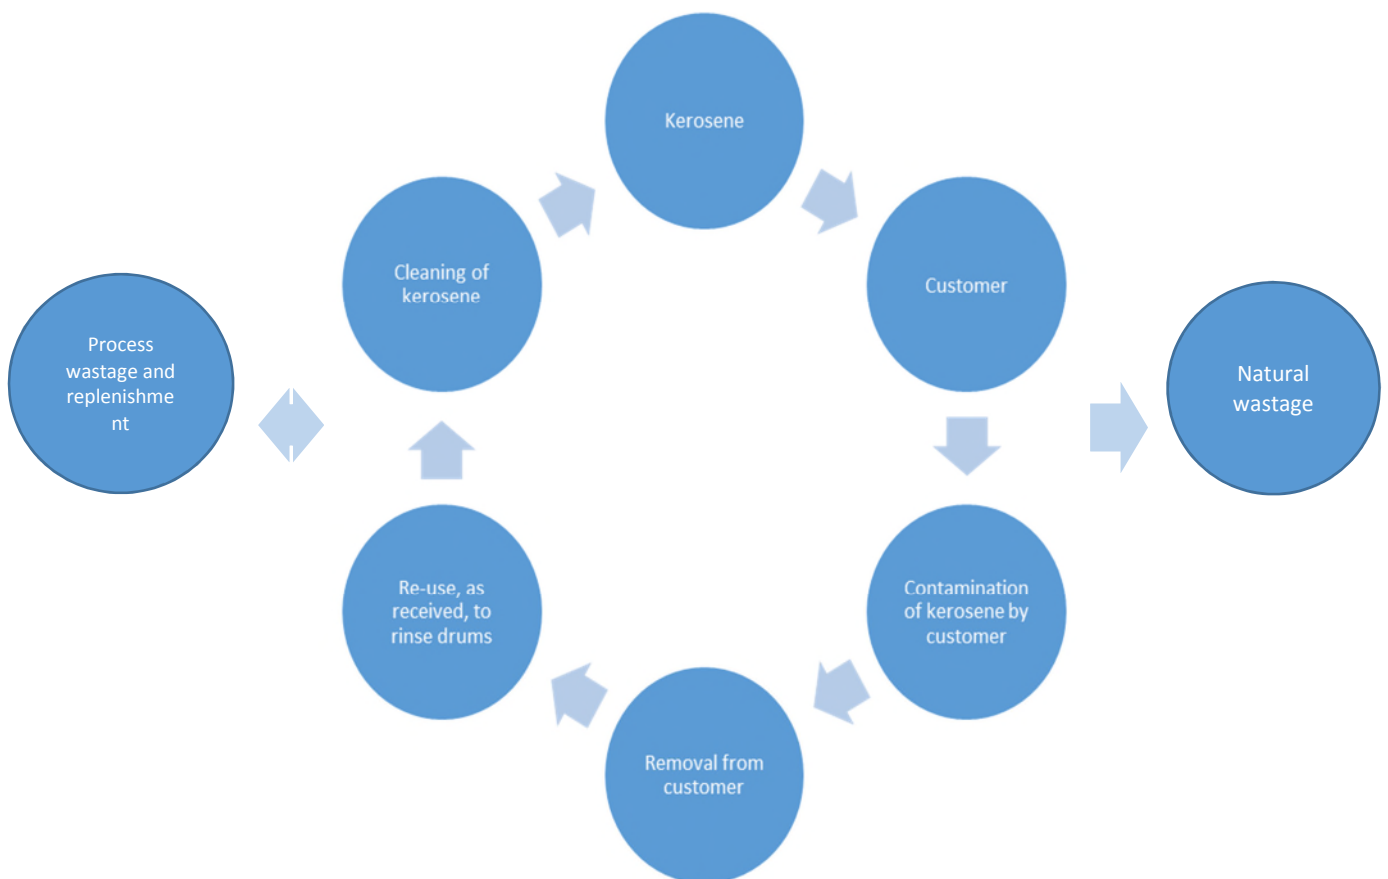 Kerosene
Customer
Contamination
of kerosene by
customer
Removal from
customer
Re-use, as
received, to
rinse drums
Cleaning of
kerosene
Process
wastage and
replenishme
nt
Natural
wastage